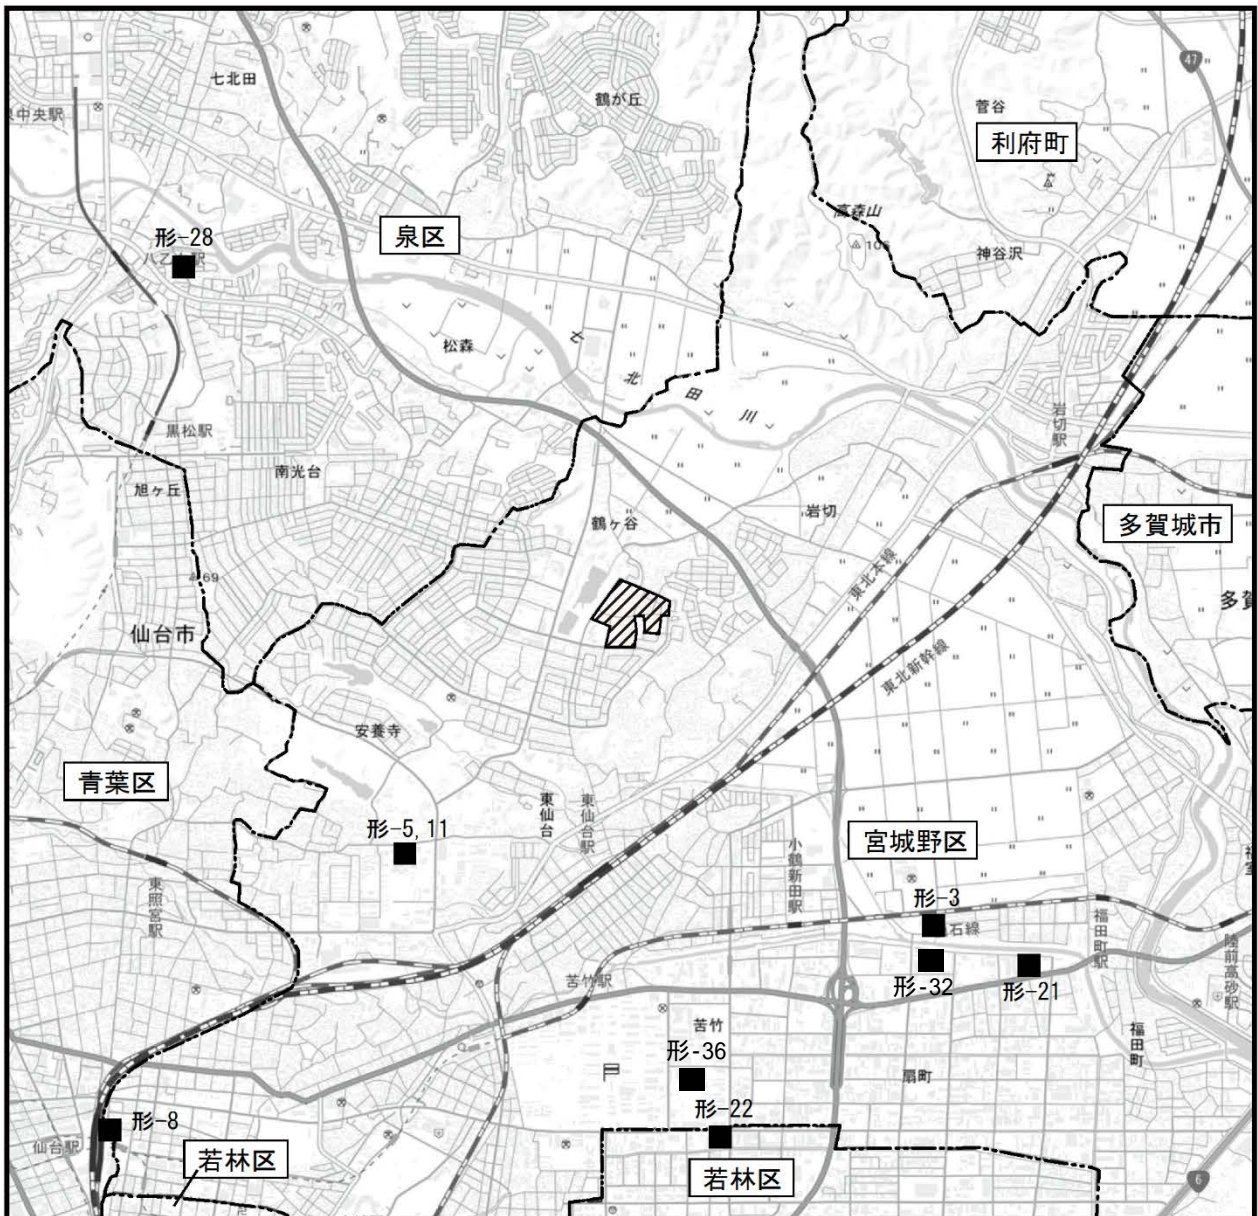 七北田
47
鶴が丘
菅谷
中央駅
利府町
泉区
高森山
106
神谷沢
形-28
八乙女駅
松森
七
北
田
川
岩切駅
黒松駅
旭ヶ丘
南光台
鶴ヶ谷
岩切
多賀城市
東北本線
69
仙台市
多賀
東北新幹線
安養寺
青葉区
東仙台
東仙台駅
形-5, 11
宮城野区
小鶴新田駅
東照宮駅
形-3
石線
福田町駅
苦竹駅
形-32
形-21
陸前高砂駅
苦竹
形-36
福田町
扇町
形-22
形-8
仙台駅
若林区
若林区
6